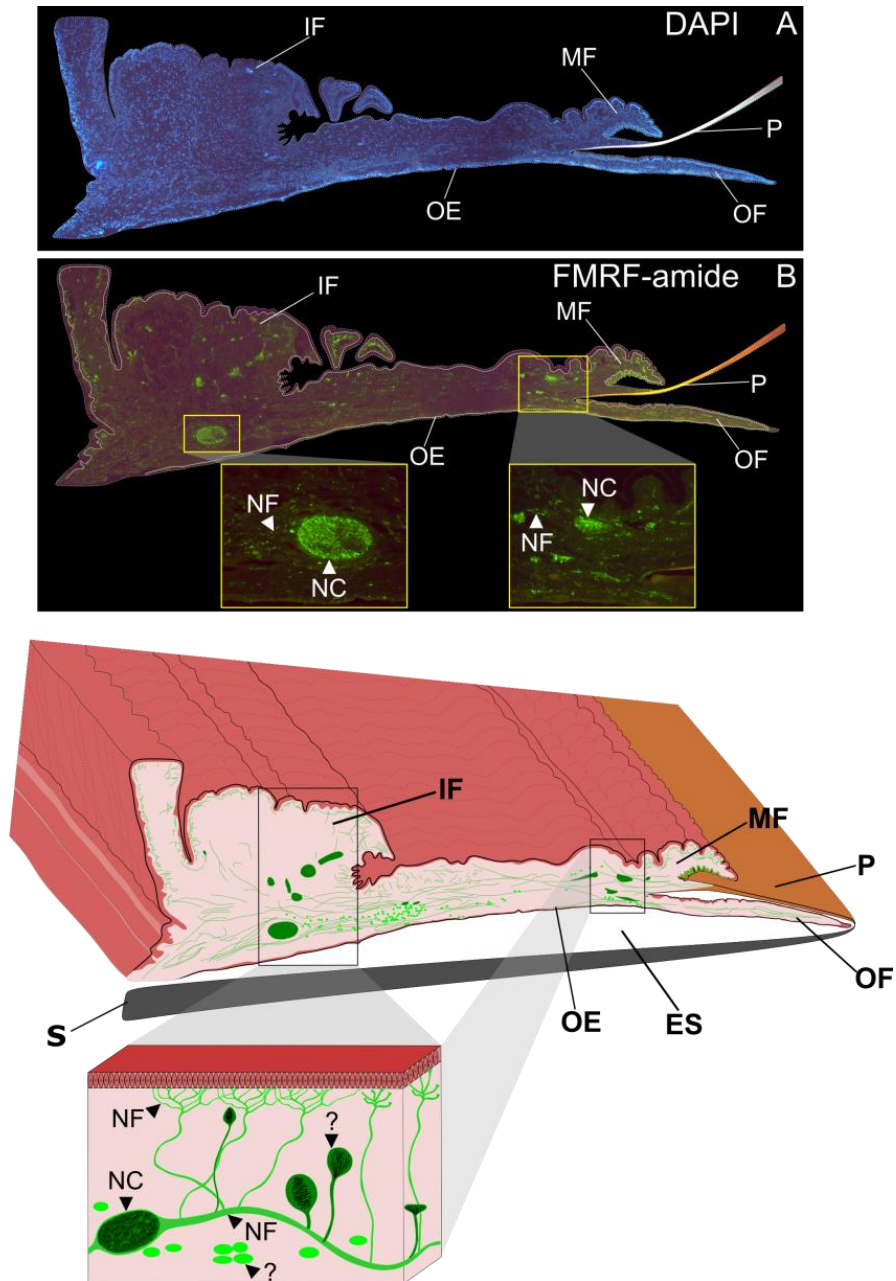 DAPI A
IF
MF
P
OE
OF
FMRF-amide B
IF
MF
P
OE
OF
NF
NC
NC
NF
IF
MF
P
OF
S
OE
ES
NF
?
NC
NF
?